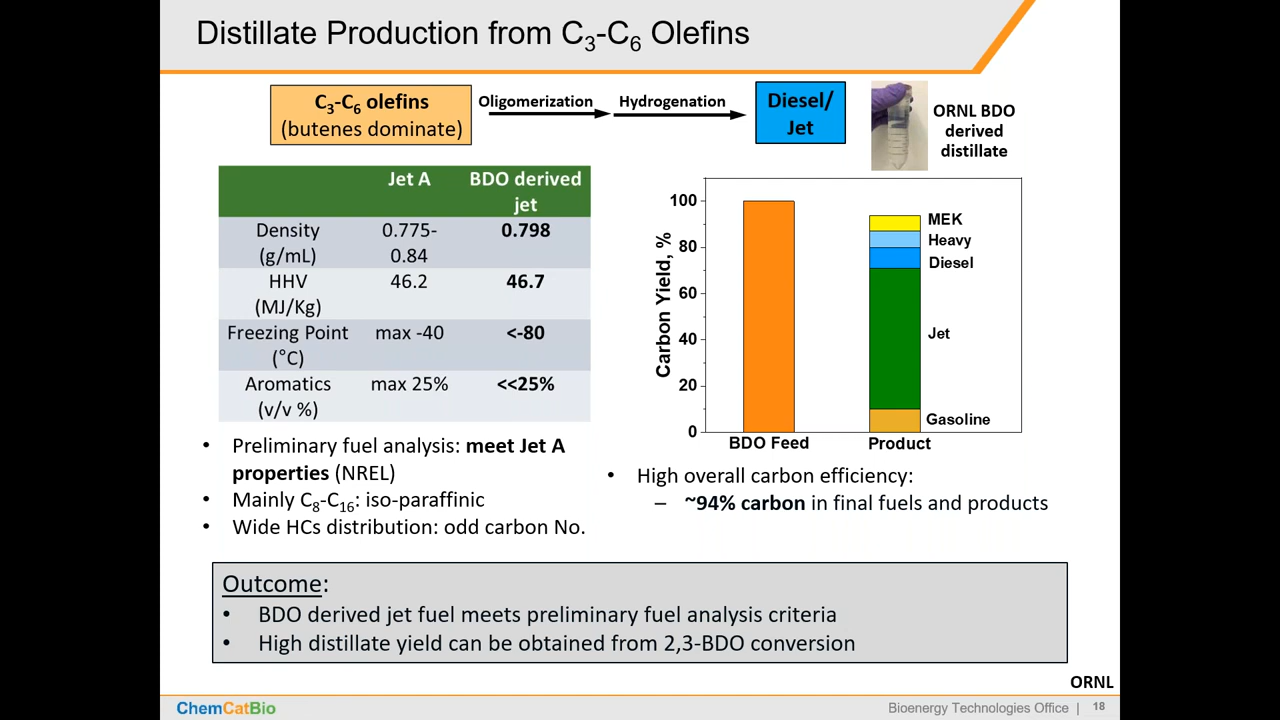 Distillate Production from C₃-C₆ Olefins
C₃-C₆ olefins
(butenes dominate)
Oligomerization
Hydrogenation
Diesel/
Jet
ORNL BDO
derived
distillate
Jet A
BDO derived
jet
Density
(g/mL)
0.775-
0.84
0.798
HHV
(MJ/Kg)
46.2
46.7
Freezing Point
(°C)
max -40
<-80
Aromatics
(v/v %)
max 25%
<<25%
• Preliminary fuel analysis: meet Jet A
properties (NREL)
• Mainly C₈-C₁₆: iso-paraffinic
• Wide HCs distribution: odd carbon No.
Carbon Yield, %
100
80
60
40
20
0
MEK
Heavy
Diesel
Jet
Gasoline
BDO Feed
Product
• High overall carbon efficiency:
– ~94% carbon in final fuels and products
Outcome:
• BDO derived jet fuel meets preliminary fuel analysis criteria
• High distillate yield can be obtained from 2,3-BDO conversion
ORNL
ChemCatBio
Bioenergy Technologies Office | 18